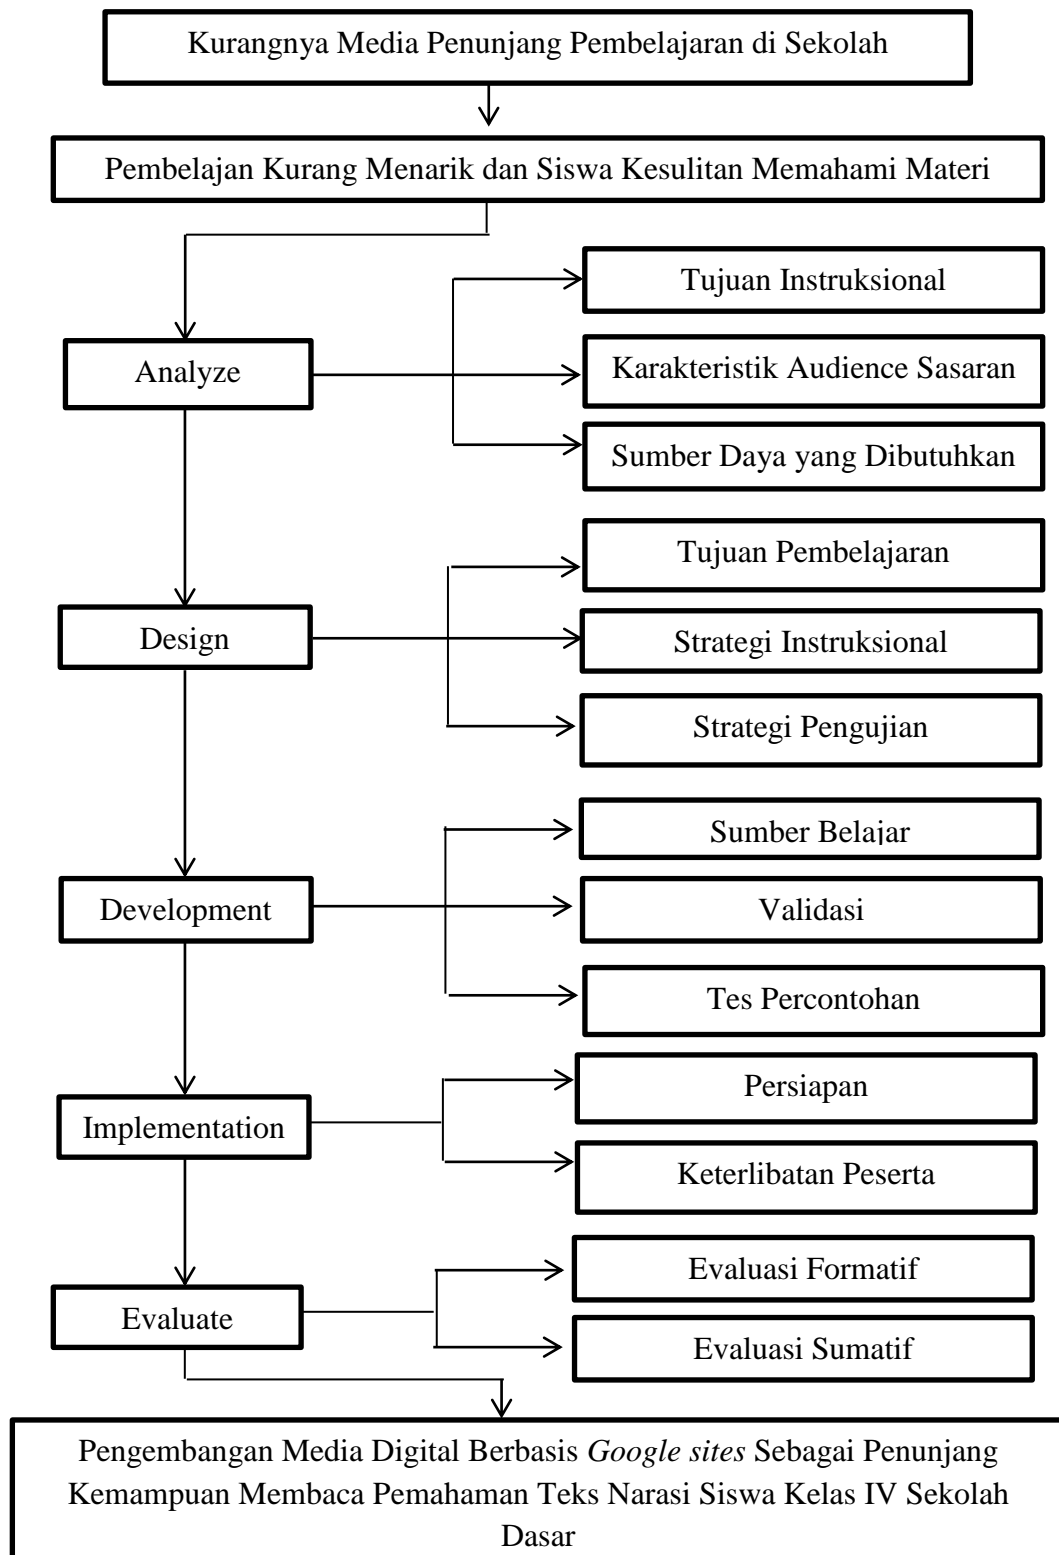 Kurangnya Media Penunjang Pembelajaran di Sekolah
Pembelajan Kurang Menarik dan Siswa Kesulitan Memahami Materi
Analyze
Tujuan Instruksional
Karakteristik Audience Sasaran
Sumber Daya yang Dibutuhkan
Design
Tujuan Pembelajaran
Strategi Instruksional
Strategi Pengujian
Development
Sumber Belajar
Validasi
Tes Percontohan
Implementation
Persiapan
Keterlibatan Peserta
Evaluate
Evaluasi Formatif
Evaluasi Sumatif
Pengembangan Media Digital Berbasis Google sites Sebagai Penunjang
Kemampuan Membaca Pemahaman Teks Narasi Siswa Kelas IV Sekolah
Dasar